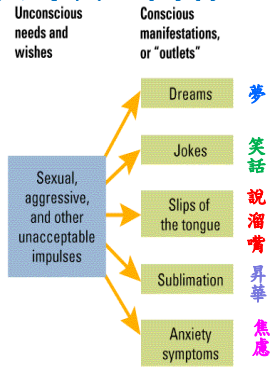 Unconscious
needs and
wishes
Conscious
manifestations,
or “outlets”
Sexual,
aggressive,
and other
unacceptable
impulses
Dreams
夢
Jokes
笑話
Slips of
the tongue
說溜嘴
Sublimation
昇華
Anxiety
symptoms
焦慮